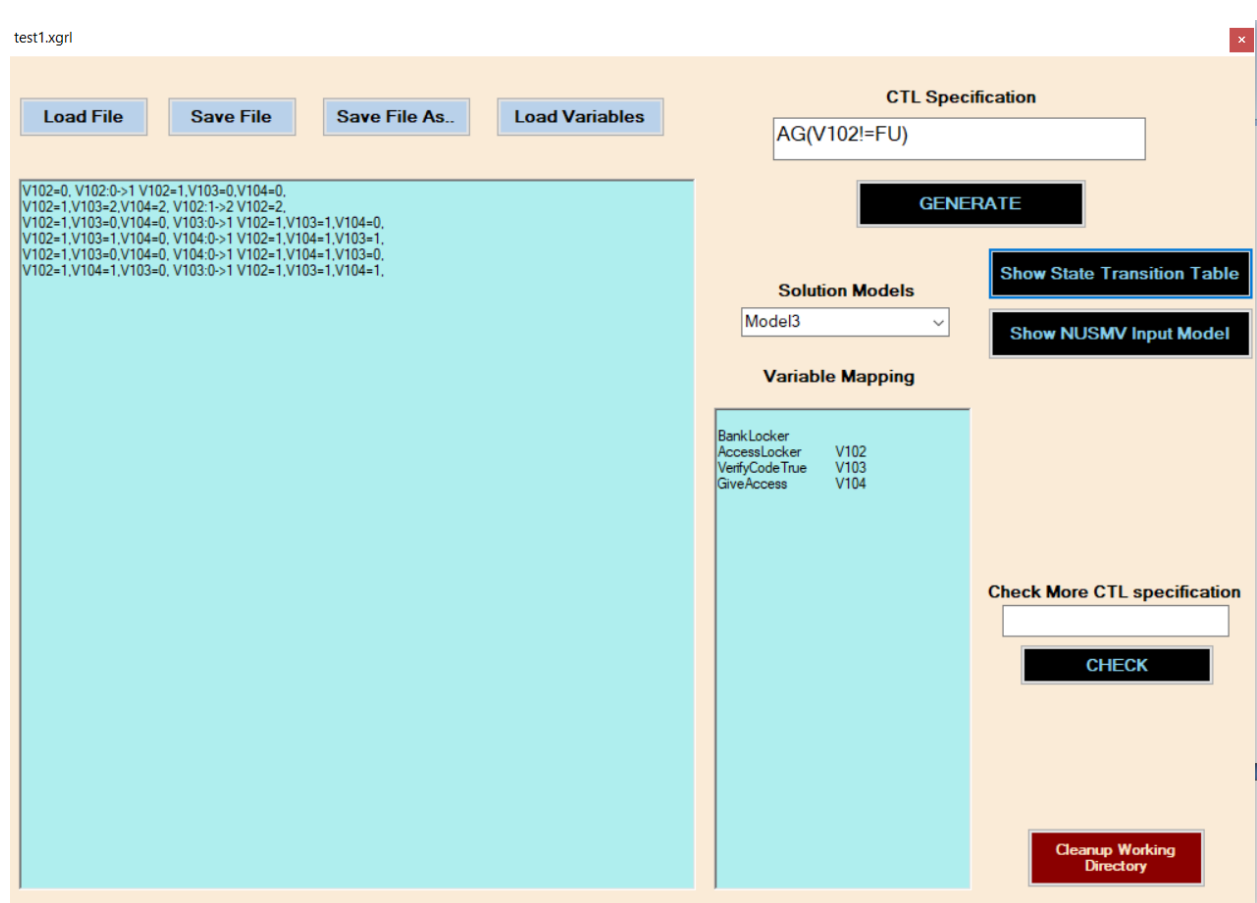 test1.xgrl
Load File
Save File
Save File As..
Load Variables
CTL Specification
AG(V102!=FU)
GENERATE
V102=0, V102:0->1 V102=1,V103=0,V104=0,
V102=1,V103=2,V104=2, V102:1->2 V102=2,
V102=1,V103=0,V104=0, V103:0->1 V102=1,V103=1,V104=0,
V102=1,V103=1,V104=0, V104:0->1 V102=1,V104=1,V103=1,
V102=1,V103=0,V104=0, V104:0->1 V102=1,V104=1,V103=0,
V102=1,V104=1,V103=0, V103:0->1 V102=1,V103=1,V104=1,
Show State Transition Table
Solution Models
Model3
Show NUSMV Input Model
Variable Mapping
BankLocker
AccessLocker V102
VerifyCodeTrue V103
GiveAccess V104
Check More CTL specification
CHECK
Cleanup Working
Directory